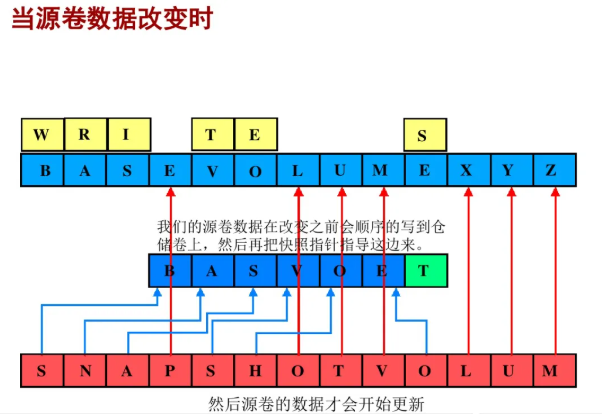 当源卷数据改变时
W R I T E S
B A S E V O L U M E X Y Z
我们的源卷数据在改变之前会顺序的写到仓
储卷上，然后再把快照指针指导这边来。
B A S V O E T
S N A P S H O T V O L U M
然后源卷的数据才会开始更新